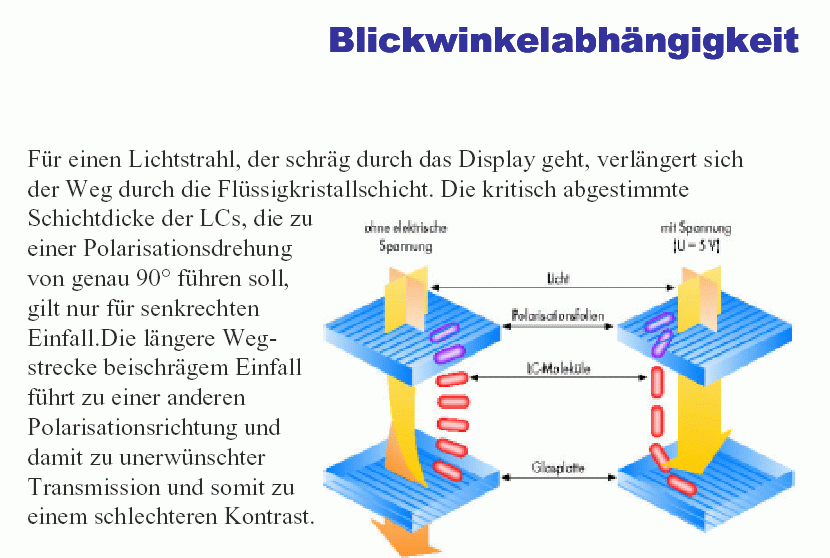 Blickwinkelabhängigkeit
Für einen Lichtstrahl, der schräg durch das Display geht, verlängert sich
der Weg durch die Flüssigkristallschicht. Die kritisch abgestimmte
Schichtdicke der LCs, die zu
einer Polarisationsdrehung
von genau 90° führen soll,
gilt nur für senkrechten
Einfall.Die längere Weg-
strecke beischrägem Einfall
führt zu einer anderen
Polarisationsrichtung und
damit zu unerwünschter
Transmission und somit zu
einem schlechteren Kontrast.
ohne elektrische
Spannung
mit Spannung
(U = 5 V)
Licht
Polarisationsfolien
LC-Moleküle
Glasplatte